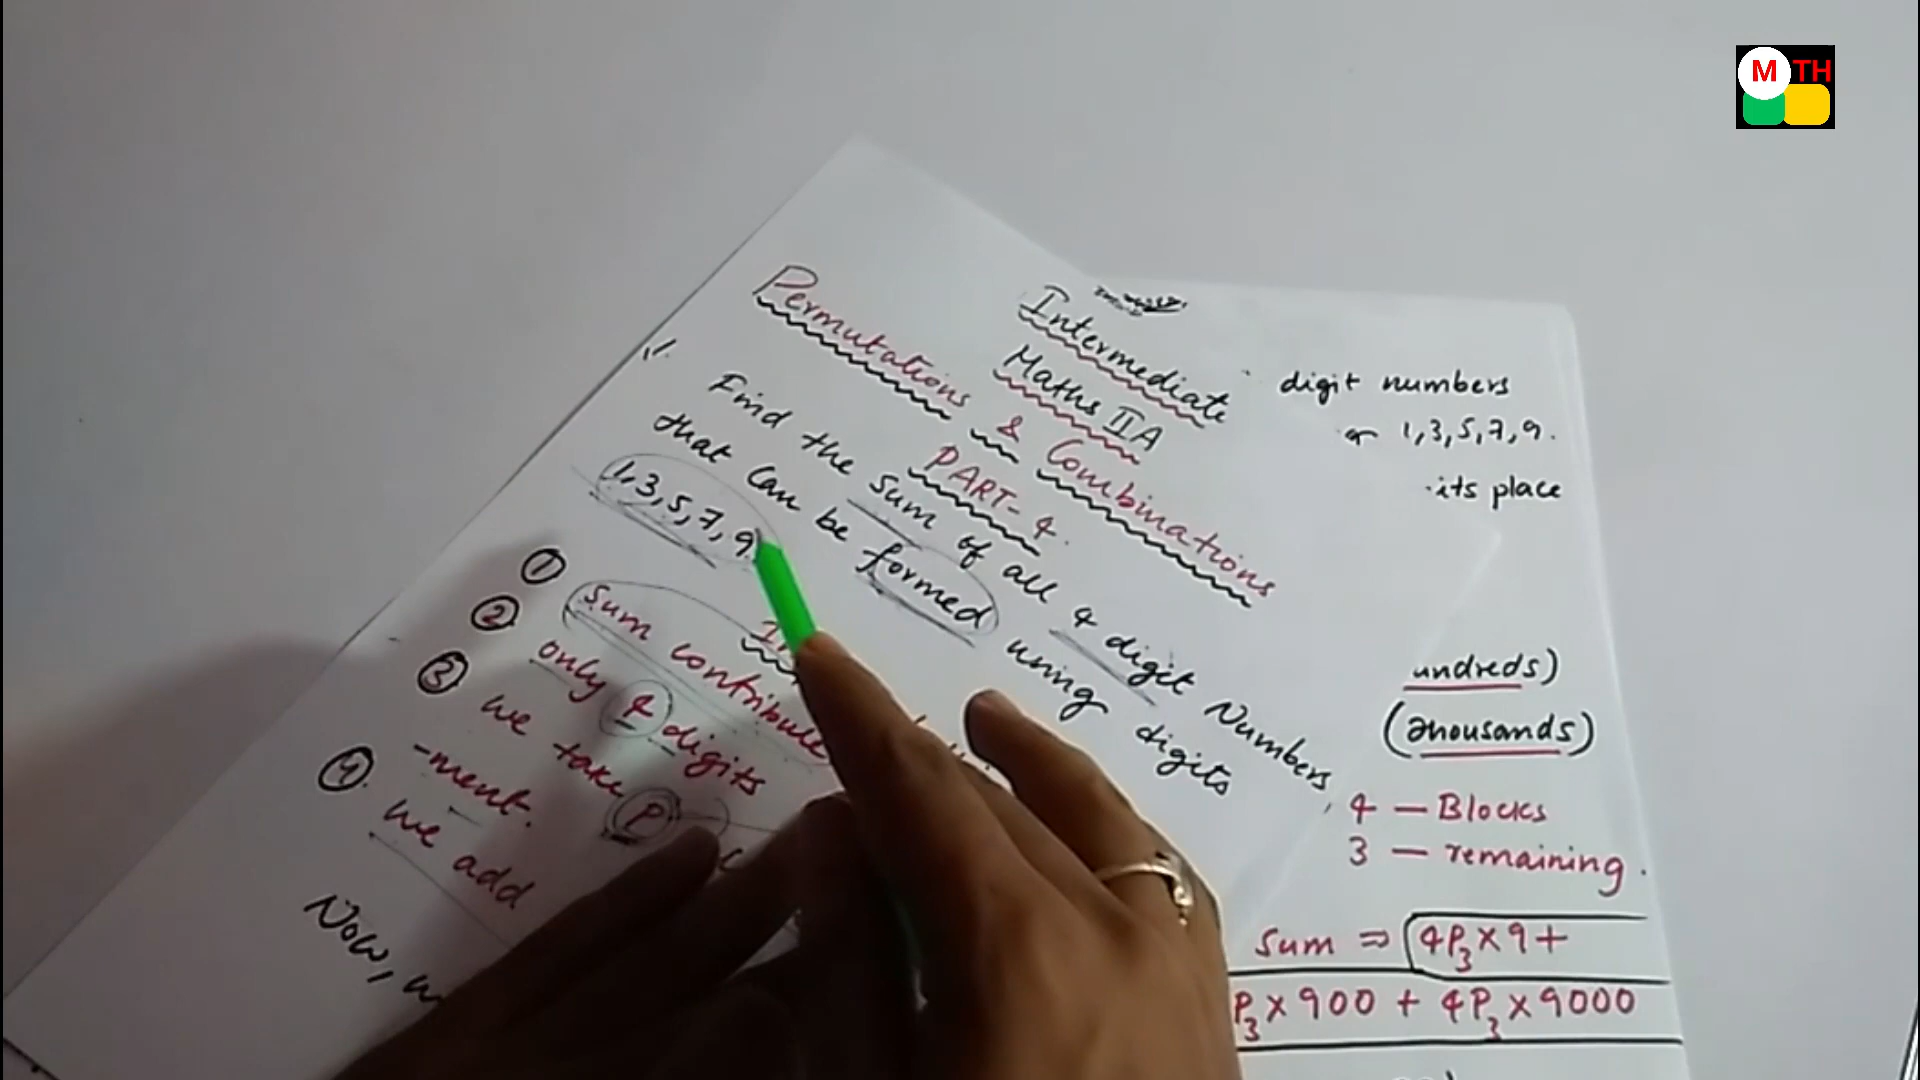 M TH
Intermediate
Maths IIA
Permutations & Combinations
PART-4.
1/. Find the sum of all 4 digit Numbers,
that can be formed using digits
1,3,5,7,9.
① Sum contribute
② only 4 digits
③ we take P
-ment.
④ we add
Now,
digit numbers
1,3,5,7,9.
its place
undreds)
(Thousands)
4 — Blocks
3 — remaining.
Sum ⇒ 4P₃×9+
P₃×900 + 4P₃×9000